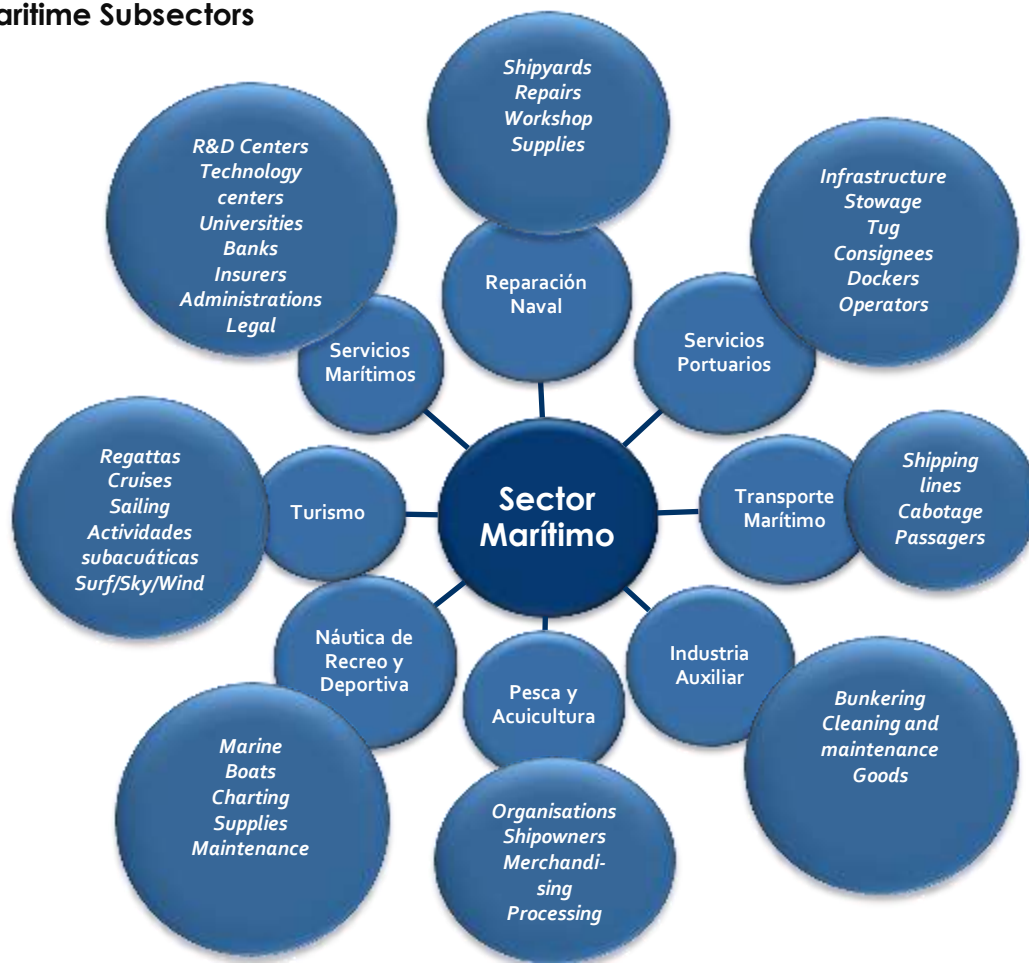 aritime Subsectors
Shipyards
Repairs
Workshop
Supplies
Reparación
Naval
R&D Centers
Technology
centers
Universities
Banks
Insurers
Administrations
Legal
Servicios
Marítimos
Infrastructure
Stowage
Tug
Consignees
Dockers
Operators
Servicios
Portuarios
Regattas
Cruises
Sailing
Actividades
subacuáticas
Surf/Sky/Wind
Turismo
Sector
Marítimo
Transporte
Marítimo
Shipping
lines
Cabotage
Passagers
Náutica de
Recreo y
Deportiva
Marine
Boats
Charting
Supplies
Maintenance
Pesca y
Acuicultura
Organisations
Shipowners
Merchandi-
sing
Processing
Industria
Auxiliar
Bunkering
Cleaning and
maintenance
Goods